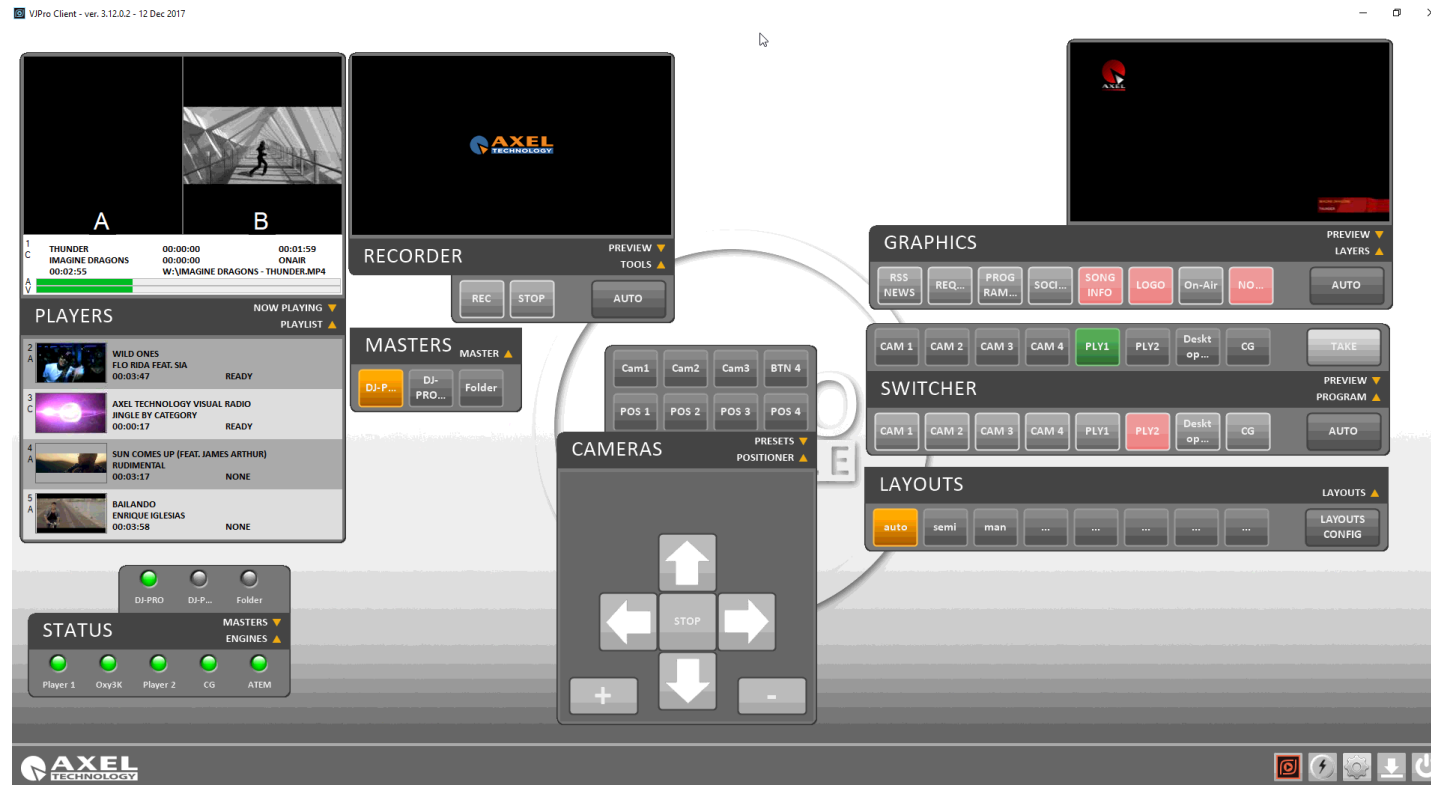 VJPro Client - ver. 3.12.0.2 - 12 Dec 2017
A
B
1
C
THUNDER 00:00:00 00:01:59
IMAGINE DRAGONS 00:00:00 ONAIR
00:02:55 W:\IMAGINE DRAGONS - THUNDER.MP4
A
V
PLAYERS
NOW PLAYING
PLAYLIST
2
A
WILD ONES
FLO RIDA FEAT. SIA
00:03:47 READY
3
C
AXEL TECHNOLOGY VISUAL RADIO
JINGLE BY CATEGORY
00:00:17 READY
4
A
SUN COMES UP (FEAT. JAMES ARTHUR)
RUDIMENTAL
00:03:17 NONE
5
A
BAILANDO
ENRIQUE IGLESIAS
00:03:58 NONE
DJ-PRO DJ-P... Folder
STATUS
MASTERS
ENGINES
Player 1 Oxy3K Player 2 CG ATEM
AXEL
TECHNOLOGY
RECORDER
PREVIEW
TOOLS
REC STOP AUTO
MASTERS
MASTER
DJ-P... DJ-PRO... Folder
Cam1 Cam2 Cam3 BTN 4
POS 1 POS 2 POS 3 POS 4
CAMERAS
PRESETS
POSITIONER
STOP
+ -
AXEL
GRAPHICS
PREVIEW
LAYERS
RSS NEWS REQ... PROG RAM... SOCI... SONG INFO LOGO On-Air NO... AUTO
CAM 1 CAM 2 CAM 3 CAM 4 PLY1 PLY2 Deskt op... CG TAKE
SWITCHER
PREVIEW
PROGRAM
CAM 1 CAM 2 CAM 3 CAM 4 PLY1 PLY2 Deskt op... CG AUTO
LAYOUTS
LAYOUTS
auto semi man ... ... ... ... ... LAYOUTS CONFIG
AXEL
TECHNOLOGY